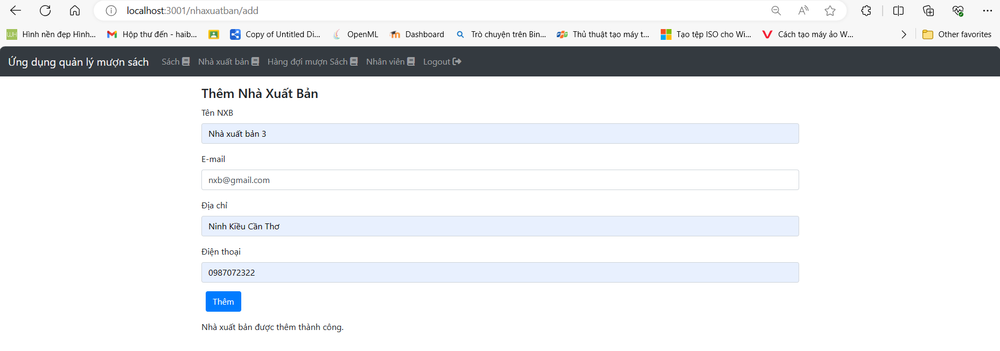 localhost:3001/nhaxuatban/add
Hình nền đẹp Hình... Hộp thư đến - haib... Copy of Untitled Di... OpenML Dashboard Trò chuyện trên Bin... Thủ thuật tạo máy t... Tạo tệp ISO cho Wi... Cách tạo máy ảo W... Other favorites
Ứng dụng quản lý mượn sách Sách Nhà xuất bản Hàng đợi mượn Sách Nhân viên Logout
Thêm Nhà Xuất Bản
Tên NXB
Nhà xuất bản 3
E-mail
nxb@gmail.com
Địa chỉ
Ninh Kiều Cần Thơ
Điện thoại
0987072322
Thêm
Nhà xuất bản được thêm thành công.